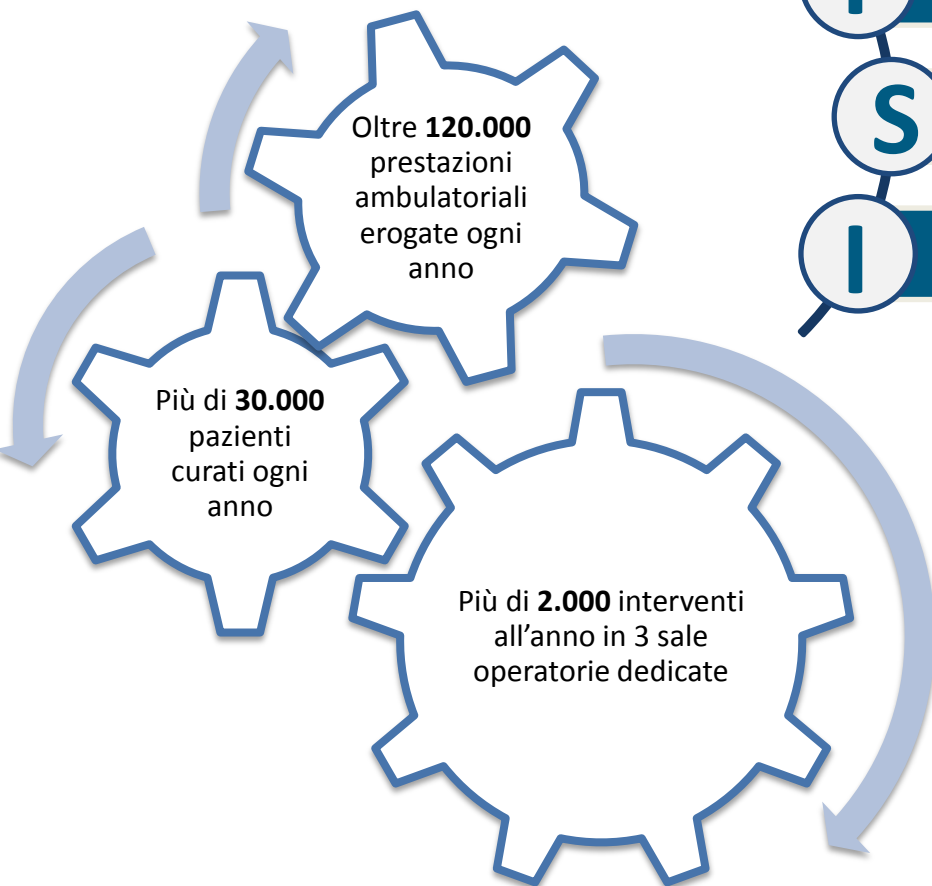 Oltre 120.000
prestazioni
ambulatoriali
erogate ogni
anno
Più di 30.000
pazienti
curati ogni
anno
Più di 2.000 interventi
all'anno in 3 sale
operatorie dedicate
S
I